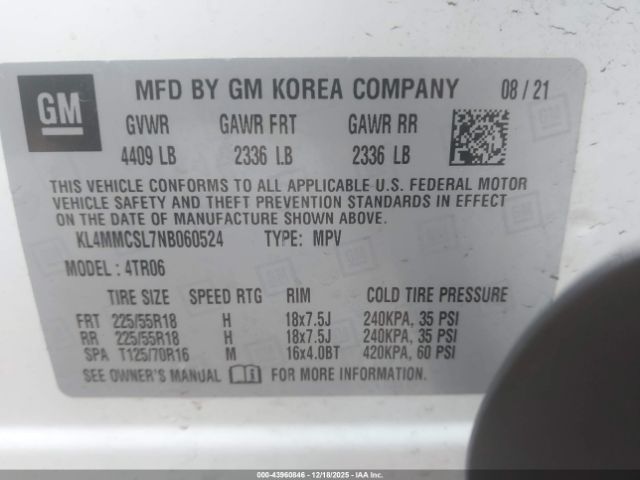 GM MFD BY GM KOREA COMPANY 08/21
GVWR GAWR FRT GAWR RR
4409 LB 2336 LB 2336 LB
THIS VEHICLE CONFORMS TO ALL APPLICABLE U.S. FEDERAL MOTOR
VEHICLE SAFETY AND THEFT PREVENTION STANDARDS IN EFFECT
ON THE DATE OF MANUFACTURE SHOWN ABOVE.
KL4MMCSL7NB060524 TYPE: MPV
MODEL: 4TR06
TIRE SIZE SPEED RTG RIM COLD TIRE PRESSURE
FRT 225/55R18 H 18x7.5J 240KPA, 35 PSI
RR 225/55R18 H 18x7.5J 240KPA, 35 PSI
SPA T125/70R16 M 16x4.0BT 420KPA, 60 PSI
SEE OWNER'S MANUAL FOR MORE INFORMATION.
000-43960846 - 12/18/2025 - IAA Inc.